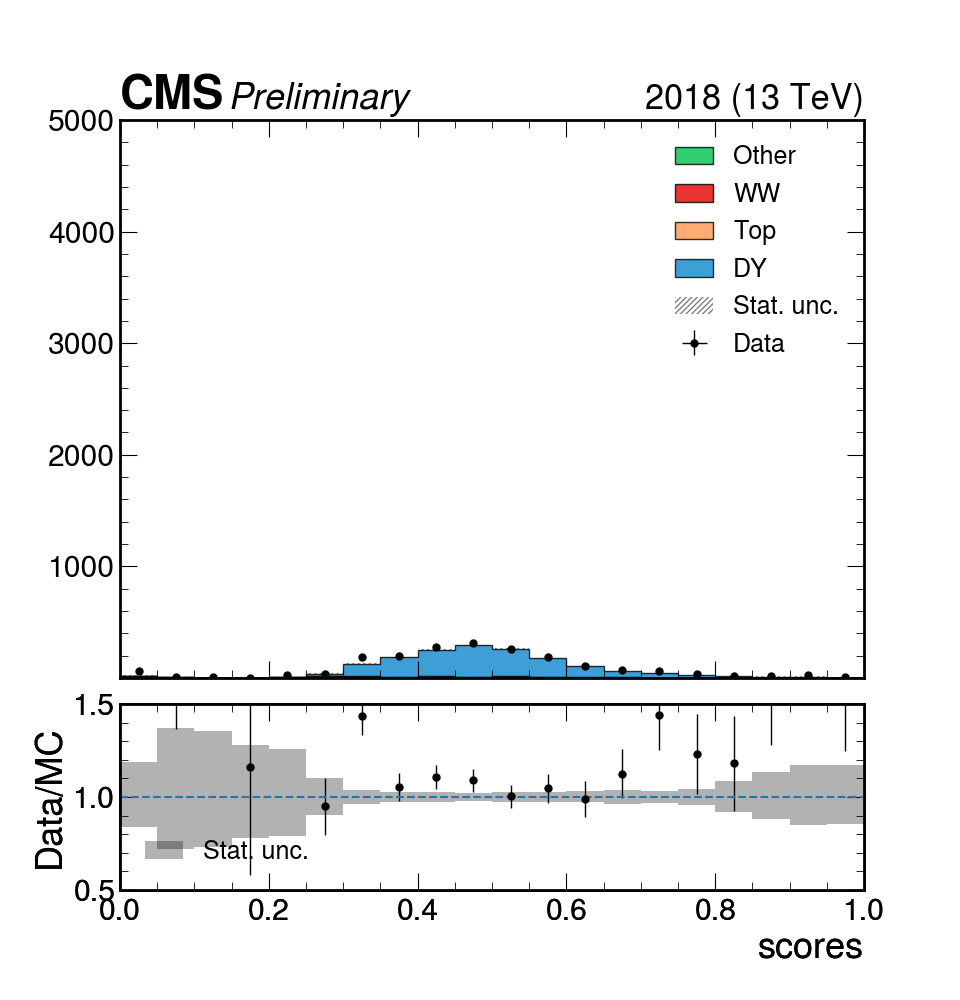 CMS Preliminary 2018 (13 TeV)
5000
4000
3000
2000
1000
Other
WW
Top
DY
Stat. unc.
Data
Data/MC
1.5
1.0
0.5
Stat. unc.
0.0 0.2 0.4 0.6 0.8 1.0
scores